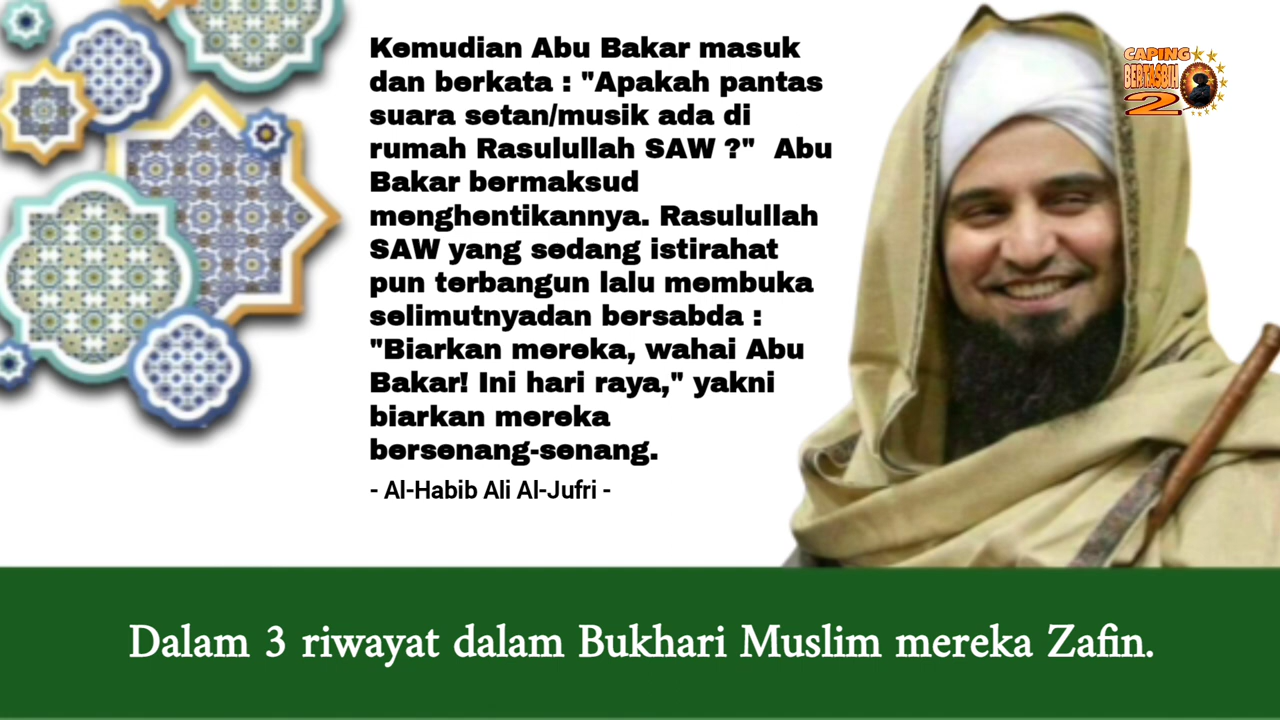 Kemudian Abu Bakar masuk
dan berkata : "Apakah pantas
suara setan/musik ada di
rumah Rasulullah SAW ?" Abu
Bakar bermaksud
menghentikannya. Rasulullah
SAW yang sedang istirahat
pun terbangun lalu membuka
selimutnyadan bersabda :
"Biarkan mereka, wahai Abu
Bakar! Ini hari raya," yakni
biarkan mereka
bersenang-senang.
- Al-Habib Ali Al-Jufri -
CAPING
BERTASBIH
2
Dalam 3 riwayat dalam Bukhari Muslim mereka Zafin.